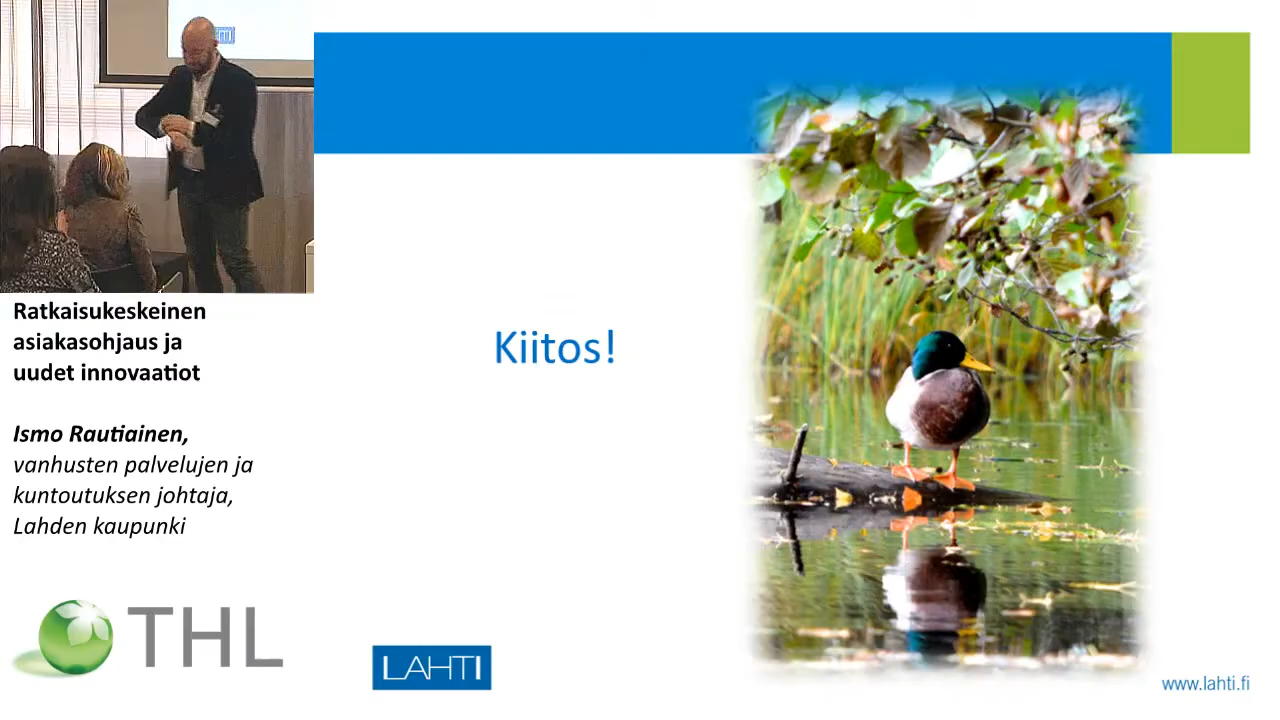 Ratkaisukeskeinen
asiakasohjaus ja
uudet innovaatiot
Ismo Rautiainen,
vanhusten palvelujen ja
kuntoutuksen johtaja,
Lahden kaupunki
THL
Kiitos!
LAHTI
www.lahti.fi